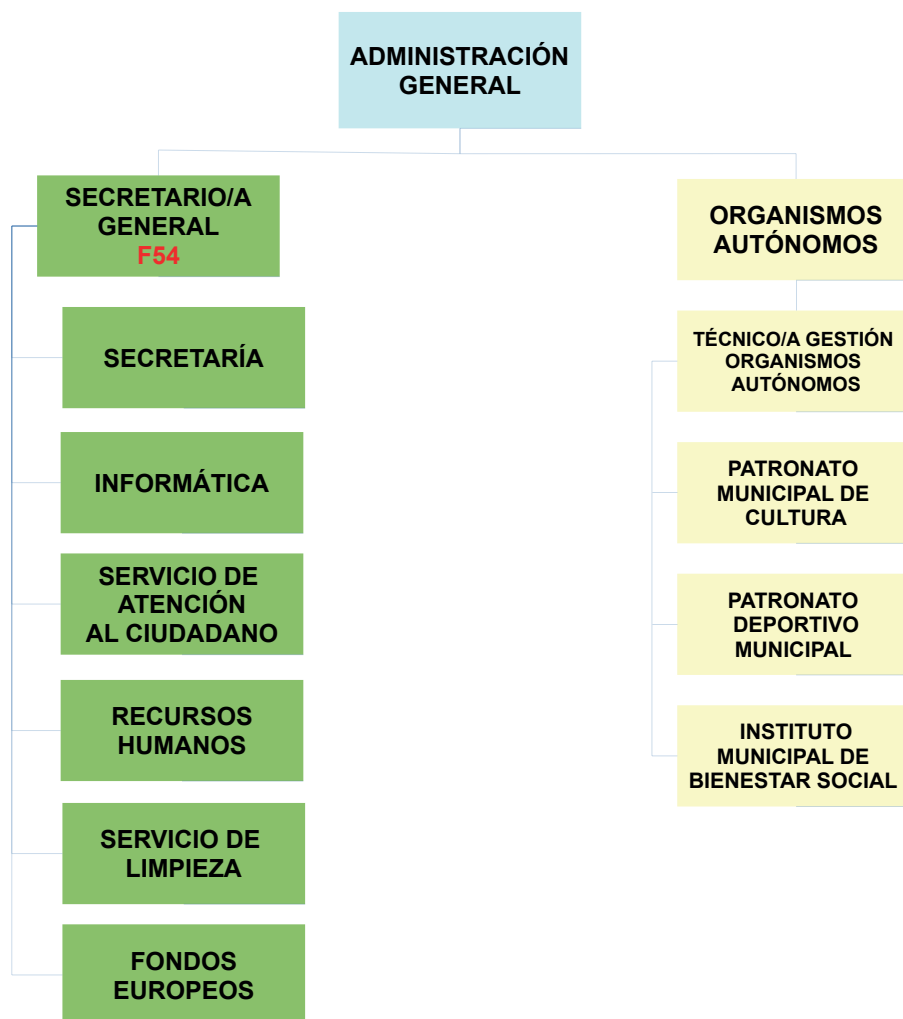 ADMINISTRACIÓN
GENERAL
SECRETARIO/A
GENERAL
F54
SECRETARÍA
INFORMÁTICA
SERVICIO DE
ATENCIÓN
AL CIUDADANO
RECURSOS
HUMANOS
SERVICIO DE
LIMPIEZA
FONDOS
EUROPEOS
ORGANISMOS
AUTÓNOMOS
TÉCNICO/A GESTIÓN
ORGANISMOS
AUTÓNOMOS
PATRONATO
MUNICIPAL DE
CULTURA
PATRONATO
DEPORTIVO
MUNICIPAL
INSTITUTO
MUNICIPAL DE
BIENESTAR SOCIAL